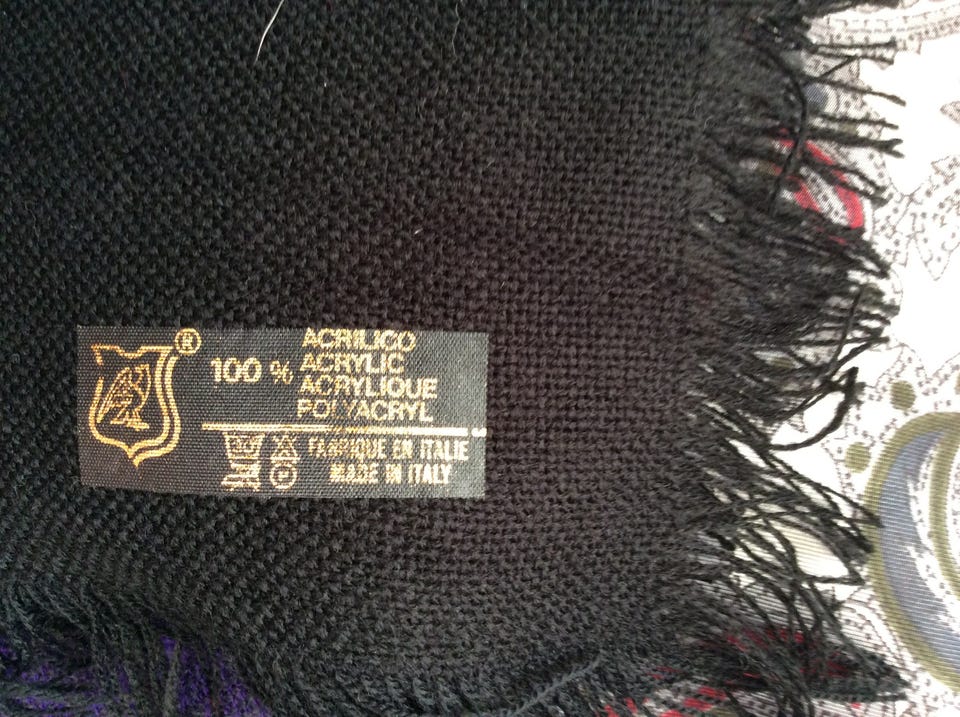 ®
ACRILICO
100 % ACRYLIC
ACRYLIQUE
POLYACRYL
FABRIQUE EN ITALIE
MADE IN ITALY